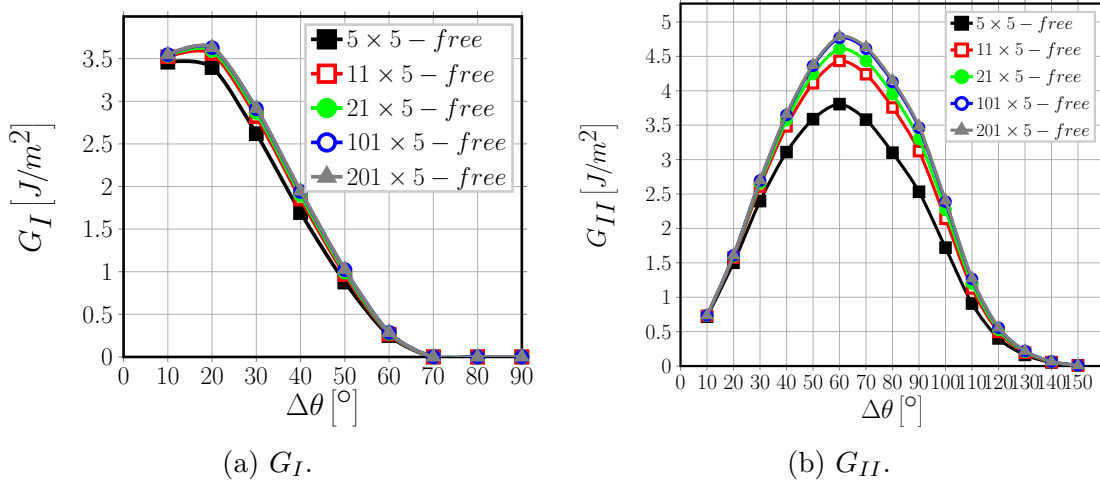 3.5
3
2.5
2
1.5
1
0.5
0
0 10 20 30 40 50 60 70 80 90
G_I [J/m^2]
Δθ [°]
5 × 5 − free
11 × 5 − free
21 × 5 − free
101 × 5 − free
201 × 5 − free
(a) G_I.
5
4.5
4
3.5
3
2.5
2
1.5
1
0.5
0
0 10 20 30 40 50 60 70 80 90 100 110 120 130 140 150
G_{II} [J/m^2]
Δθ [°]
5 × 5 − free
11 × 5 − free
21 × 5 − free
101 × 5 − free
201 × 5 − free
(b) G_{II}.